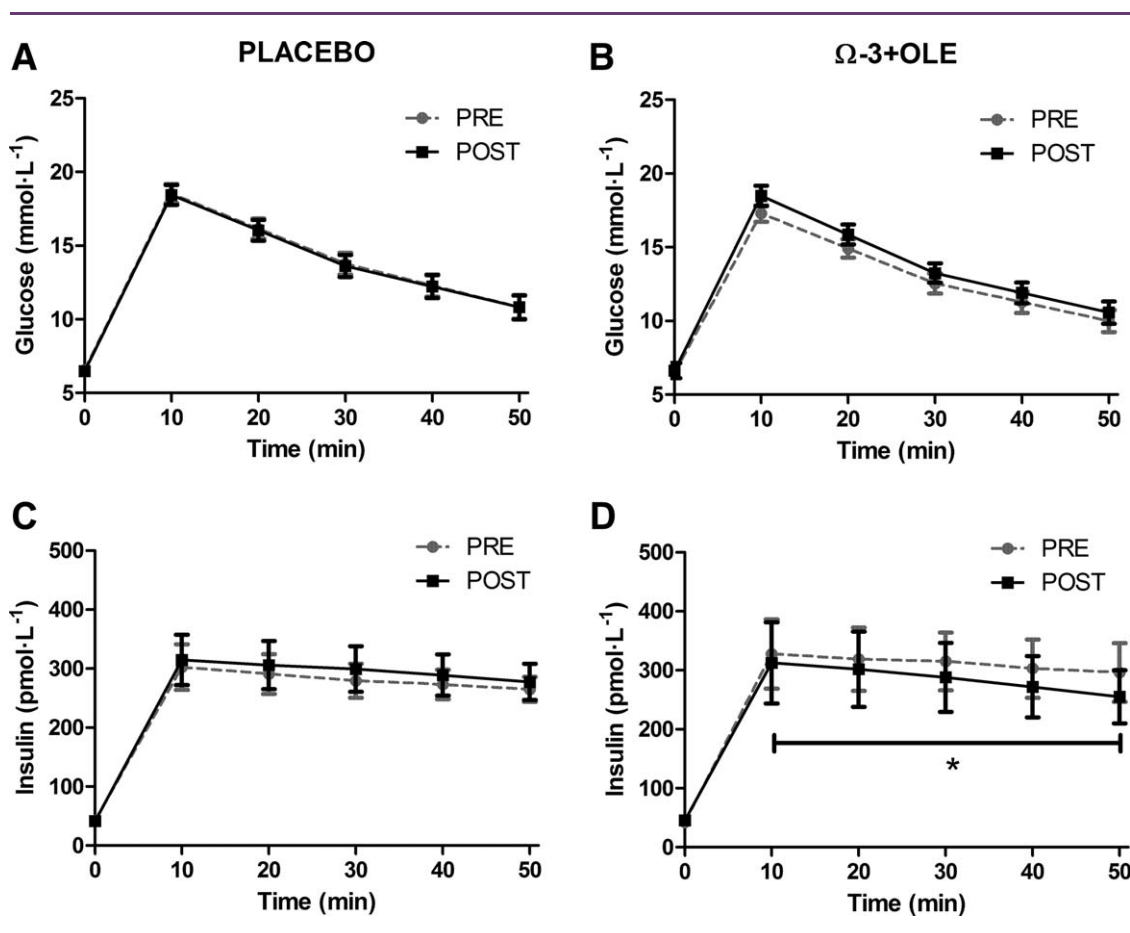 A
PLACEBO
Glucose (mmol·L⁻¹)
25
20
15
10
5
PRE
POST
0 10 20 30 40 50
Time (min)
B
Ω-3+OLE
Glucose (mmol·L⁻¹)
25
20
15
10
5
PRE
POST
0 10 20 30 40 50
Time (min)
C
Insulin (pmol·L⁻¹)
500
400
300
200
100
0
PRE
POST
0 10 20 30 40 50
Time (min)
D
Insulin (pmol·L⁻¹)
500
400
300
200
100
0
PRE
POST
*
0 10 20 30 40 50
Time (min)